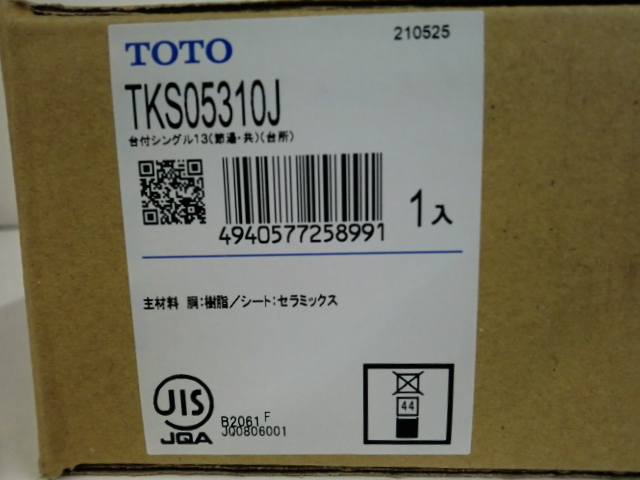 210525
TOTO
TKS05310J
台付シングル13(節湯・共)(台所)
1入
4940577258991
主材料 胴:樹脂/シート:セラミックス
JIS
JQA
B2061 F
JQ0806001
44